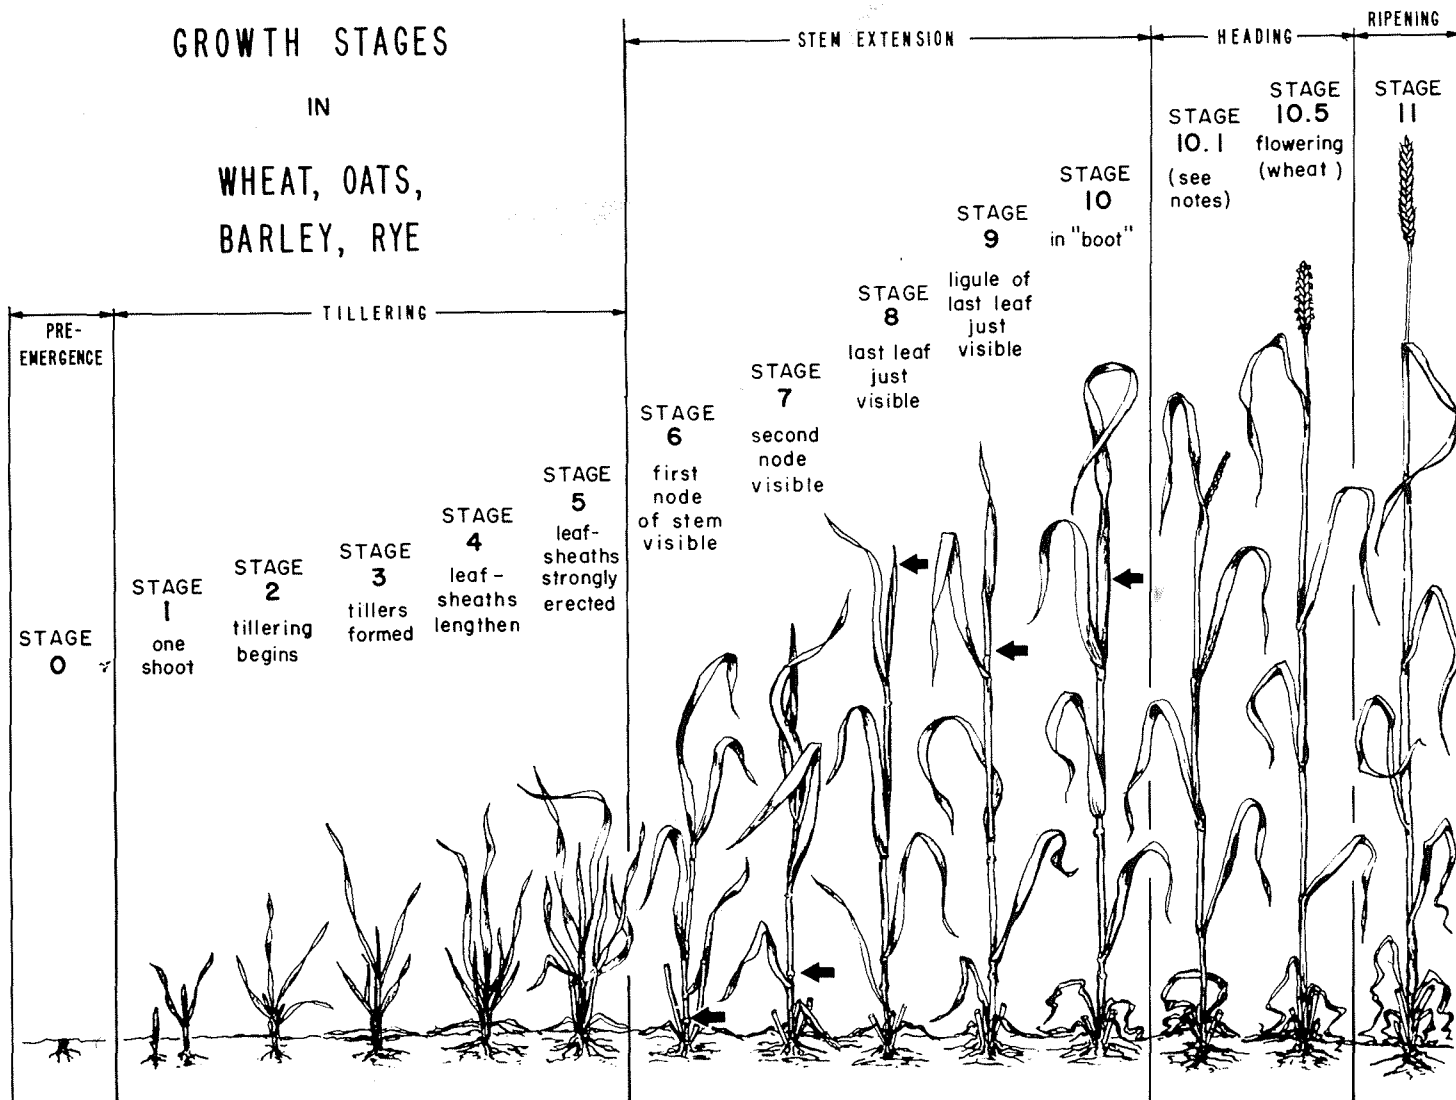 GROWTH STAGES
IN
WHEAT, OATS,
BARLEY, RYE
PRE-
EMERGENCE
TILLERING
STEM EXTENSION
HEADING
RIPENING
STAGE
0
STAGE
1
one
shoot
STAGE
2
tillering
begins
STAGE
3
tillers
formed
STAGE
4
leaf-
sheaths
lengthen
STAGE
5
leaf-
sheaths
strongly
erected
STAGE
6
first
node
of stem
visible
STAGE
7
second
node
visible
STAGE
8
last leaf
just
visible
STAGE
9
ligule of
last leaf
just
visible
STAGE
10
in "boot"
STAGE
10.1
(see
notes)
STAGE
10.5
flowering
(wheat)
STAGE
11